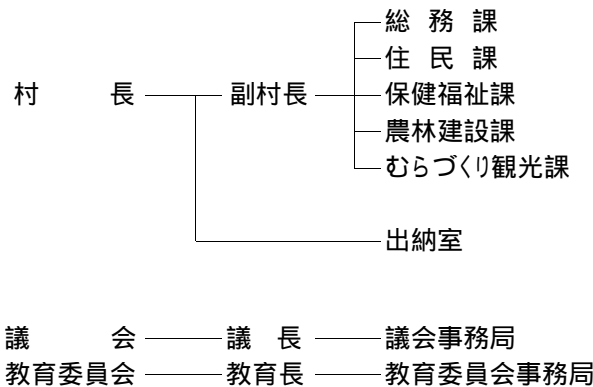 総務課
住民課
村長 副村長 保健福祉課
農林建設課
むらづくり観光課
出納室
議会 議長 議会事務局
教育委員会 教育長 教育委員会事務局